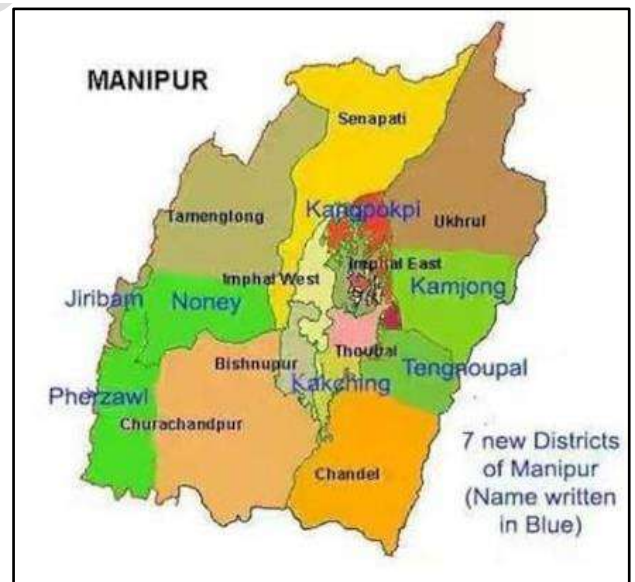 MANIPUR
Senapati
Tamenglong
Kangpokpi
Ukhrul
Imphal West
Imphal East
Jiribam
Noney
Kamjong
Bishnupur
Thoubal
Tengnoupal
Pherzawl
Kakching
Churachandpur
Chandel
7 new Districts
of Manipur
(Name written
in Blue)